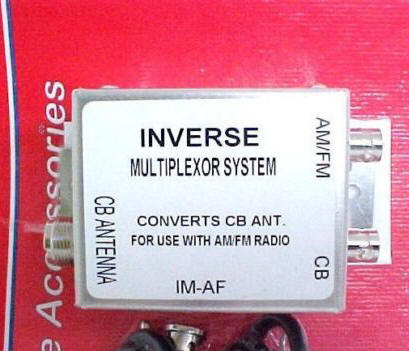 INVERSE
MULTIPLEXOR SYSTEM
CONVERTS CB ANT.
FOR USE WITH AM/FM RADIO
IM-AF
CB ANTENNA
AM/FM
CB
e Accessories